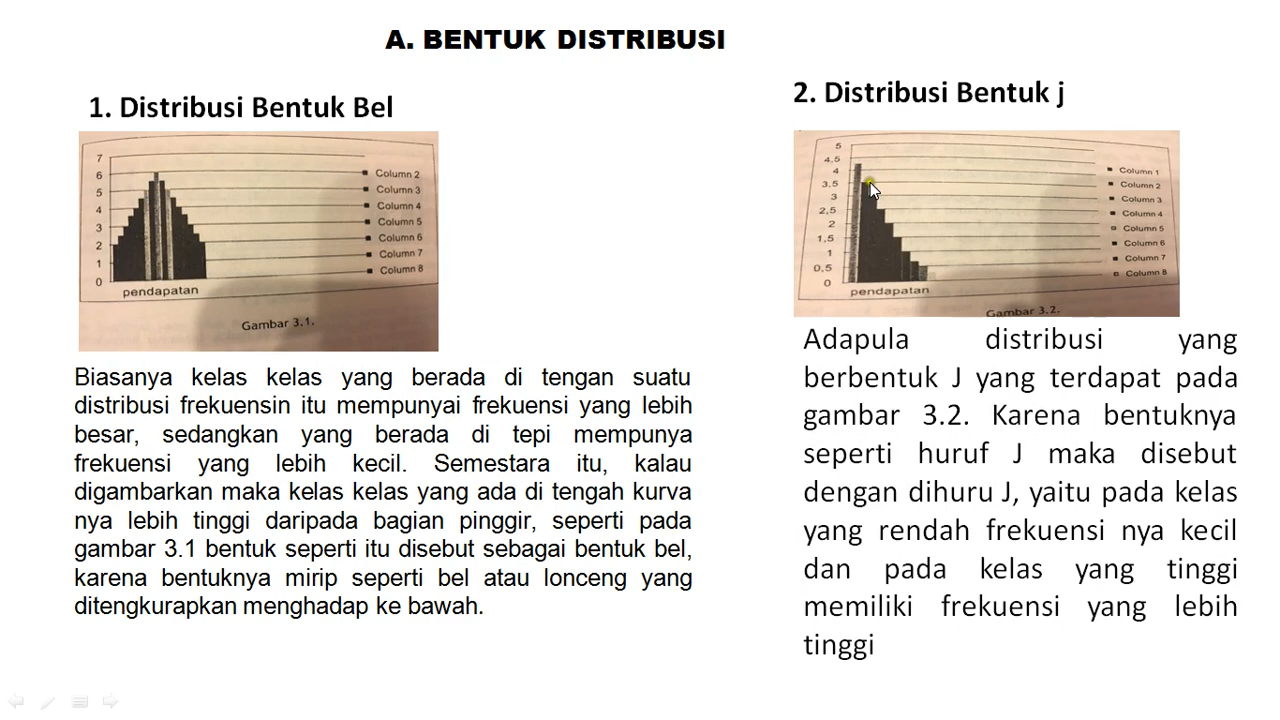 A. BENTUK DISTRIBUSI
1. Distribusi Bentuk Bel
7
6
5
4
3
2
1
0
Column 2
Column 3
Column 4
Column 5
Column 6
Column 7
Column 8
pendapatan
Gambar 3.1.
Biasanya kelas kelas yang berada di tengan suatu
distribusi frekuensin itu mempunyai frekuensi yang lebih
besar, sedangkan yang berada di tepi mempunya
frekuensi yang lebih kecil. Semestara itu, kalau
digambarkan maka kelas kelas yang ada di tengah kurva
nya lebih tinggi daripada bagian pinggir, seperti pada
gambar 3.1 bentuk seperti itu disebut sebagai bentuk bel,
karena bentuknya mirip seperti bel atau lonceng yang
ditengkurapkan menghadap ke bawah.
2. Distribusi Bentuk j
5
4,5
4
3,5
3
2,5
2
1,5
1
0,5
0
Column 1
Column 2
Column 3
Column 4
Column 5
Column 6
Column 7
Column 8
pendapatan
Gambar 3.2.
Adapula distribusi yang
berbentuk J yang terdapat pada
gambar 3.2. Karena bentuknya
seperti huruf J maka disebut
dengan dihuru J, yaitu pada kelas
yang rendah frekuensi nya kecil
dan pada kelas yang tinggi
memiliki frekuensi yang lebih
tinggi